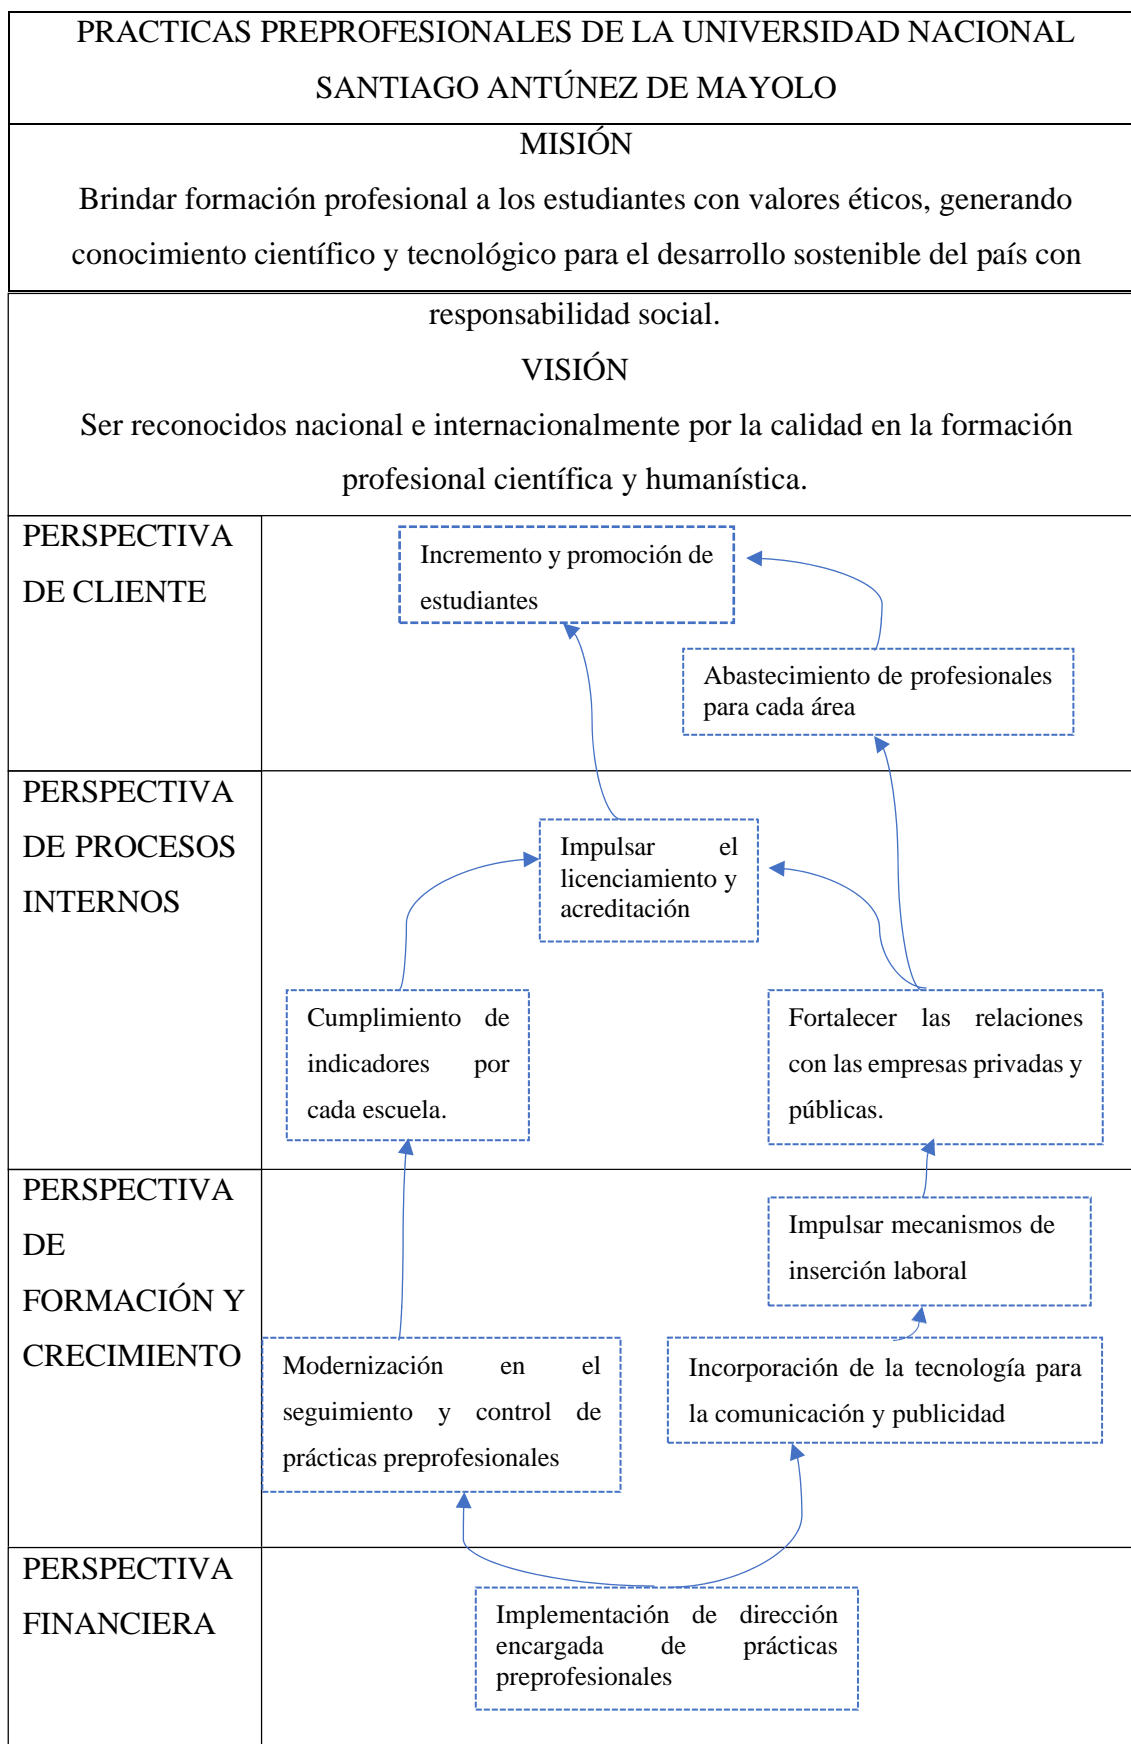 PRACTICAS PREPROFESIONALES DE LA UNIVERSIDAD NACIONAL
SANTIAGO ANTÚNEZ DE MAYOLO
MISIÓN
Brindar formación profesional a los estudiantes con valores éticos, generando
conocimiento científico y tecnológico para el desarrollo sostenible del país con
responsabilidad social.
VISIÓN
Ser reconocidos nacional e internacionalmente por la calidad en la formación
profesional científica y humanística.
PERSPECTIVA
DE CLIENTE
Incremento y promoción de
estudiantes
Abastecimiento de profesionales
para cada área
PERSPECTIVA
DE PROCESOS
INTERNOS
Impulsar el
licenciamiento y
acreditación
Cumplimiento de
indicadores por
cada escuela.
Fortalecer las relaciones
con las empresas privadas y
públicas.
PERSPECTIVA
DE
FORMACIÓN Y
CRECIMIENTO
Impulsar mecanismos de
inserción laboral
Modernización en el
seguimiento y control de
prácticas preprofesionales
Incorporación de la tecnología para
la comunicación y publicidad
PERSPECTIVA
FINANCIERA
Implementación de dirección
encargada de prácticas
preprofesionales